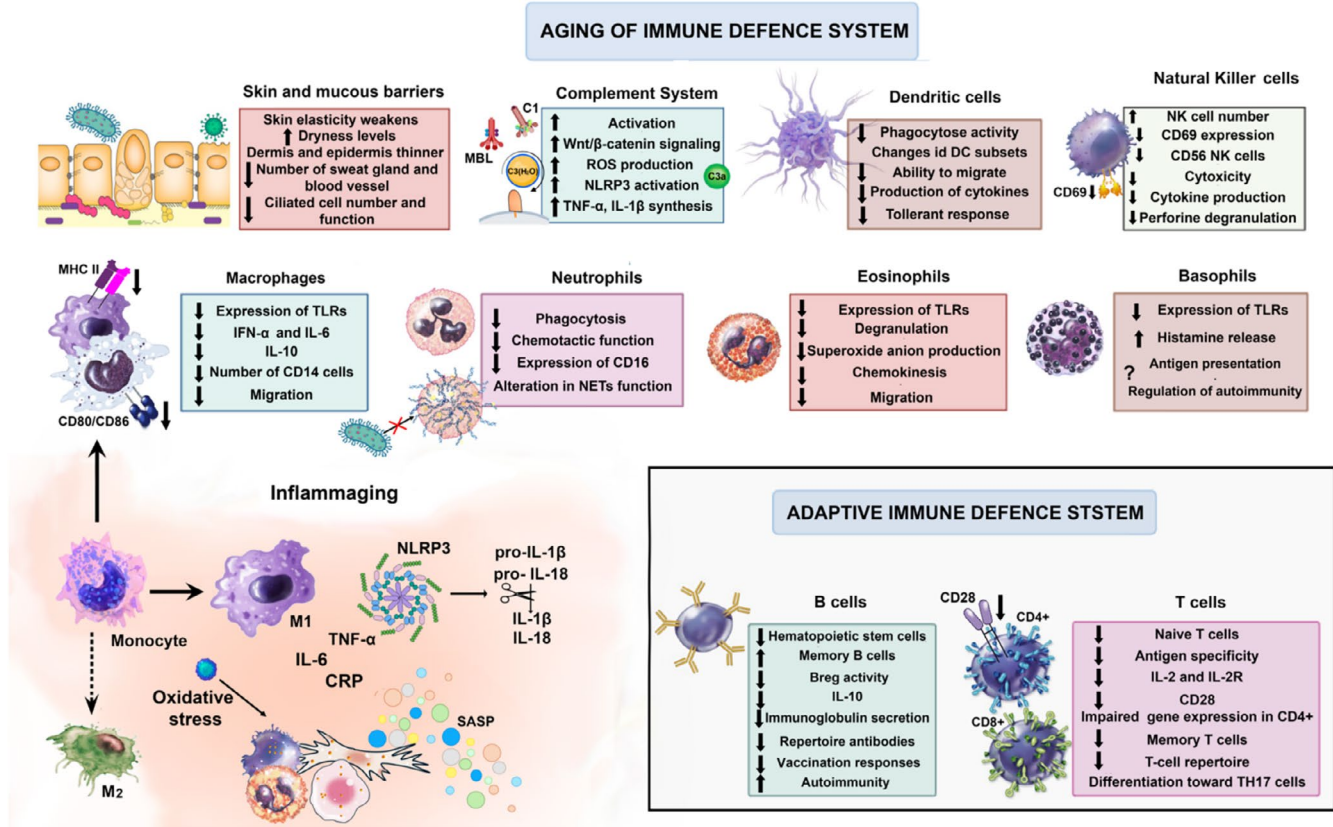 AGING OF IMMUNE DEFENCE SYSTEM
Skin and mucous barriers
Skin elasticity weakens
↑ Dryness levels
Dermis and epidermis thinner
↓ Number of sweat gland and
blood vessel
↓ Ciliated cell number and
function
Complement System
C1
MBL
C3(H₂O)
C3a
↑ Activation
↑ Wnt/β-catenin signaling
↑ ROS production
↑ NLRP3 activation
↑ TNF-α, IL-1β synthesis
Dendritic cells
↓ Phagocytose activity
Changes id DC subsets
↓ Ability to migrate
↓ Production of cytokines
↓ Tollerant response
Natural Killer cells
CD69 ↓
↑ NK cell number
↓ CD69 expression
↓ CD56 NK cells
↓ Cytoxicity
↓ Cytokine production
↓ Perforine degranulation
MHC II ↓
CD80/CD86 ↓
Macrophages
↓ Expression of TLRs
↓ IFN-α and IL-6
↓ IL-10
↓ Number of CD14 cells
↓ Migration
Neutrophils
↓ Phagocytosis
↓ Chemotactic function
↓ Expression of CD16
Alteration in NETs function
Eosinophils
↓ Expression of TLRs
↓ Degranulation
↓ Superoxide anion production
↓ Chemokinesis
↓ Migration
Basophils
↓ Expression of TLRs
↑ Histamine release
Antigen presentation
?
Regulation of autoimmunity
Inflammaging
Monocyte
M1
M2
NLRP3
pro-IL-1β
pro- IL-18
IL-1β
IL-18
TNF-α
IL-6
CRP
Oxidative
stress
SASP
ADAPTIVE IMMUNE DEFENCE STSTEM
B cells
↓ Hematopoietic stem cells
↑ Memory B cells
↓ Breg activity
↓ IL-10
↓ Immunoglobulin secretion
↓ Repertoire antibodies
↓ Vaccination responses
↑ Autoimmunity
CD28 ↓
CD4+
CD8+
T cells
↓ Naive T cells
↓ Antigen specificity
↓ IL-2 and IL-2R
↓ CD28
Impaired gene expression in CD4+
↓ Memory T cells
↓ T-cell repertoire
Differentiation toward TH17 cells